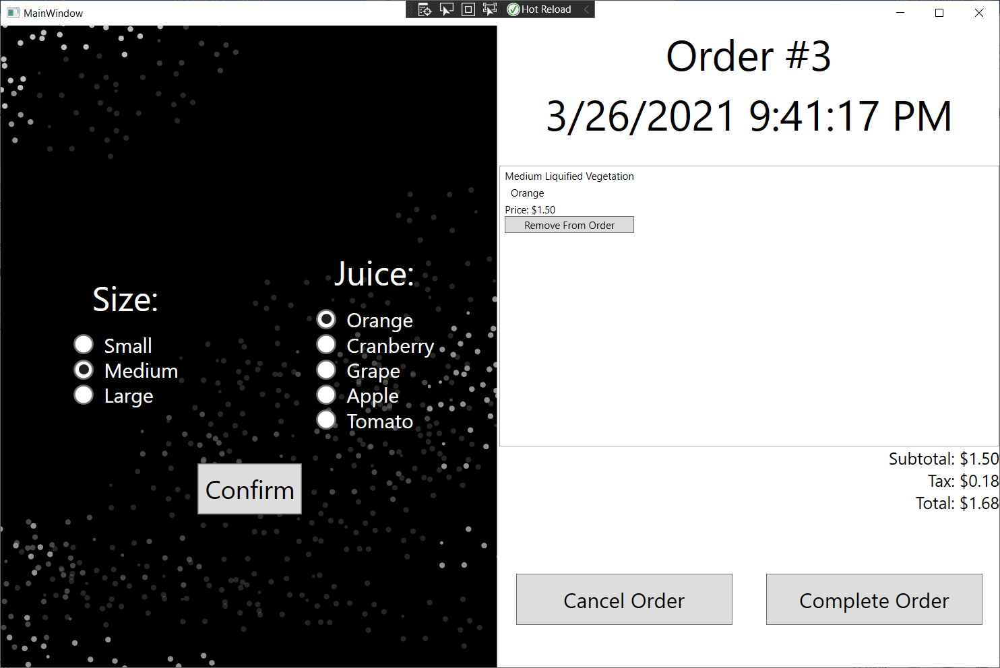 MainWindow
Hot Reload
Size:
Small
Medium
Large
Juice:
Orange
Cranberry
Grape
Apple
Tomato
Confirm
Order #3
3/26/2021 9:41:17 PM
Medium Liquified Vegetation
Orange
Price: $1.50
Remove From Order
Subtotal: $1.50
Tax: $0.18
Total: $1.68
Cancel Order
Complete Order